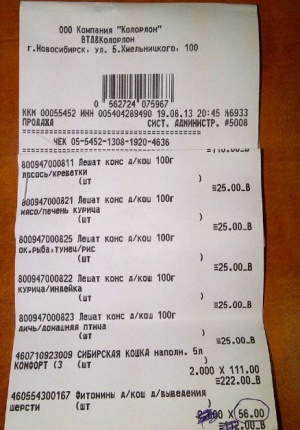 ООО Компания "Колорлон"
ВТЛ&Колорлон
г.Новосибирск, ул. Б.Хмельницкого, 100
0 562724 075967
ККМ 00055452 ИНН 005404289490 19.08.13 20:45 №6933
ПРОДАЖА СИСТ. АДМИНИСТР. #5008
ЧЕК 05-5452-1308-1920-4636
800947000811 Лешат конс д/кош 100г
лосось/креветки
(шт )
≡25.00_В
800947000821 Лешат конс д/кош 100г
мясо/печень курица
(шт )
≡25.00_В
800947000825 Лешат конс д/кош 100г
ок.рыба,тунец/рис
(шт )
≡25.00_В
800947000822 Лешат конс д/кош 100г
курица/индейка
(шт )
≡25.00_В
800947000823 Лешат конс д/кош 100г
дичь/домашняя птица
(шт )
≡25.00_В
460710923009 СИБИРСКАЯ КОШКА наполн. 5л
КОМФОРТ (3 )
2.000 X 111.00
≡222.00_В
460554300167 Фитомины д/кош д/выведения
шерсти (шт )
X 56.00
≡112.00_В